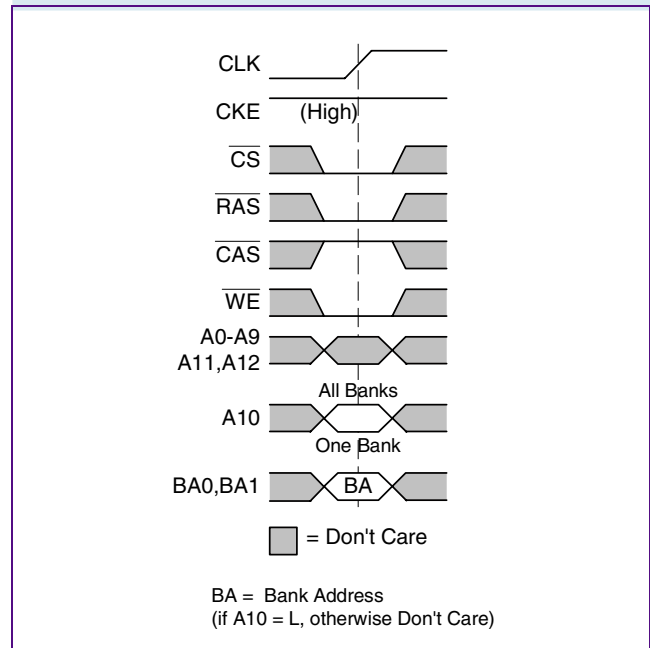 CLK
CKE (High)
CS
RAS
CAS
WE
A0-A9
A11,A12
All Banks
A10
One Bank
BA0,BA1 BA
= Don't Care
BA = Bank Address
(if A10 = L, otherwise Don't Care)